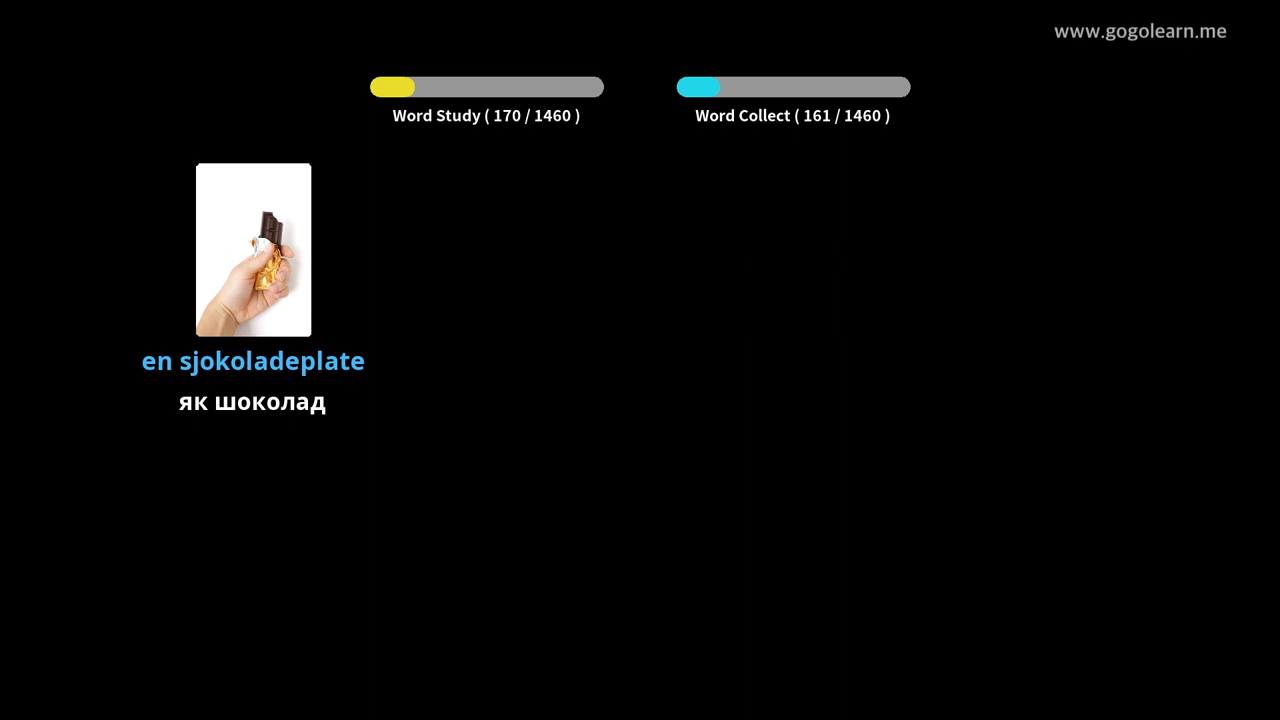 www.gogolearn.me
Word Study ( 170 / 1460 )
Word Collect ( 161 / 1460 )
en sjokoladeplate
як шоколад